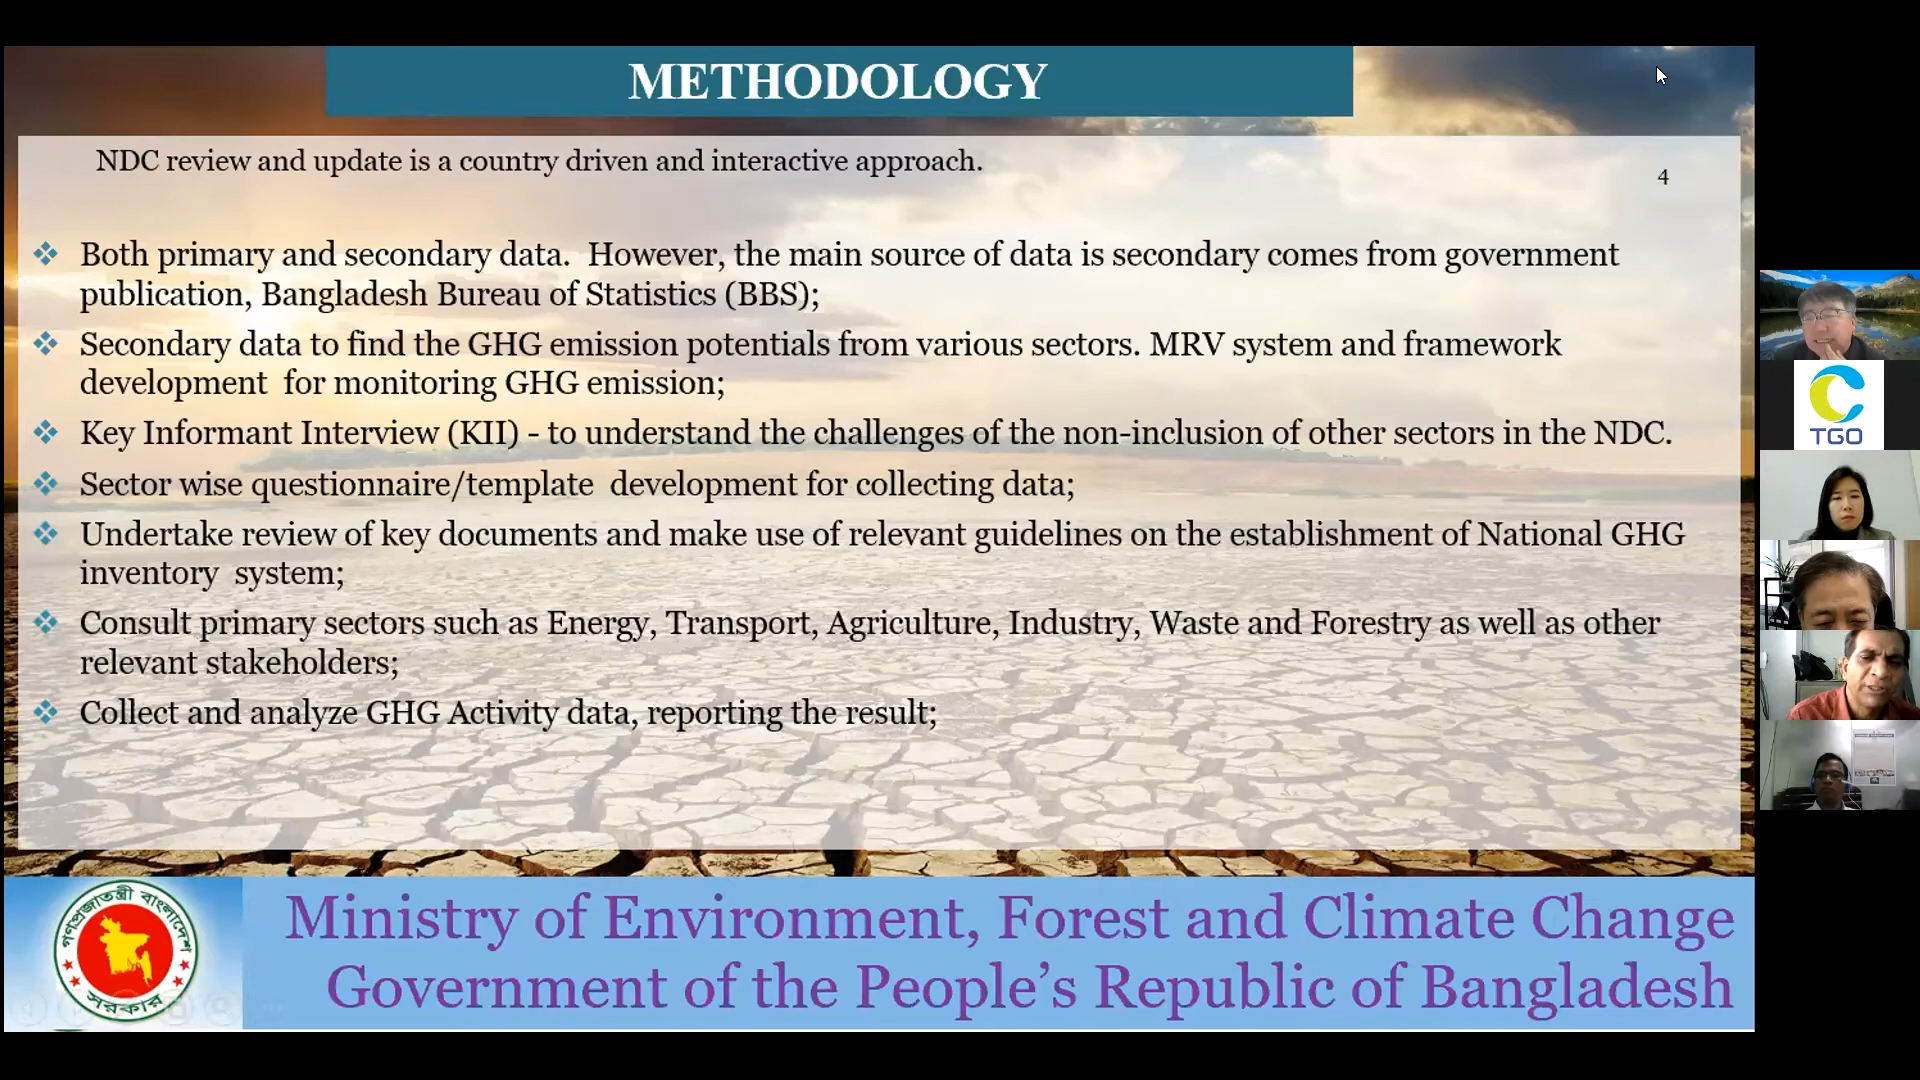 METHODOLOGY
NDC review and update is a country driven and interactive approach.
4
Both primary and secondary data. However, the main source of data is secondary comes from government
publication, Bangladesh Bureau of Statistics (BBS);
Secondary data to find the GHG emission potentials from various sectors. MRV system and framework
development for monitoring GHG emission;
Key Informant Interview (KII) - to understand the challenges of the non-inclusion of other sectors in the NDC.
Sector wise questionnaire/template development for collecting data;
Undertake review of key documents and make use of relevant guidelines on the establishment of National GHG
inventory system;
Consult primary sectors such as Energy, Transport, Agriculture, Industry, Waste and Forestry as well as other
relevant stakeholders;
Collect and analyze GHG Activity data, reporting the result;
গণপ্রজাতন্ত্রী বাংলাদেশ
সরকার
Ministry of Environment, Forest and Climate Change
Government of the People’s Republic of Bangladesh
TGO